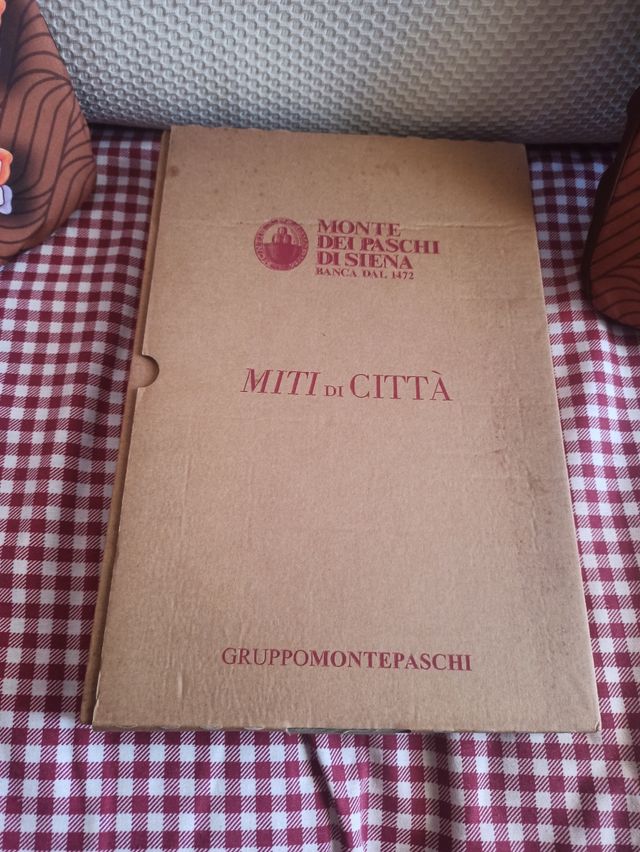 MONTE
DEI PASCHI
DI SIENA
BANCA DAL 1472
MITI DI CITTÀ
GRUPPOMONTEPASCHI